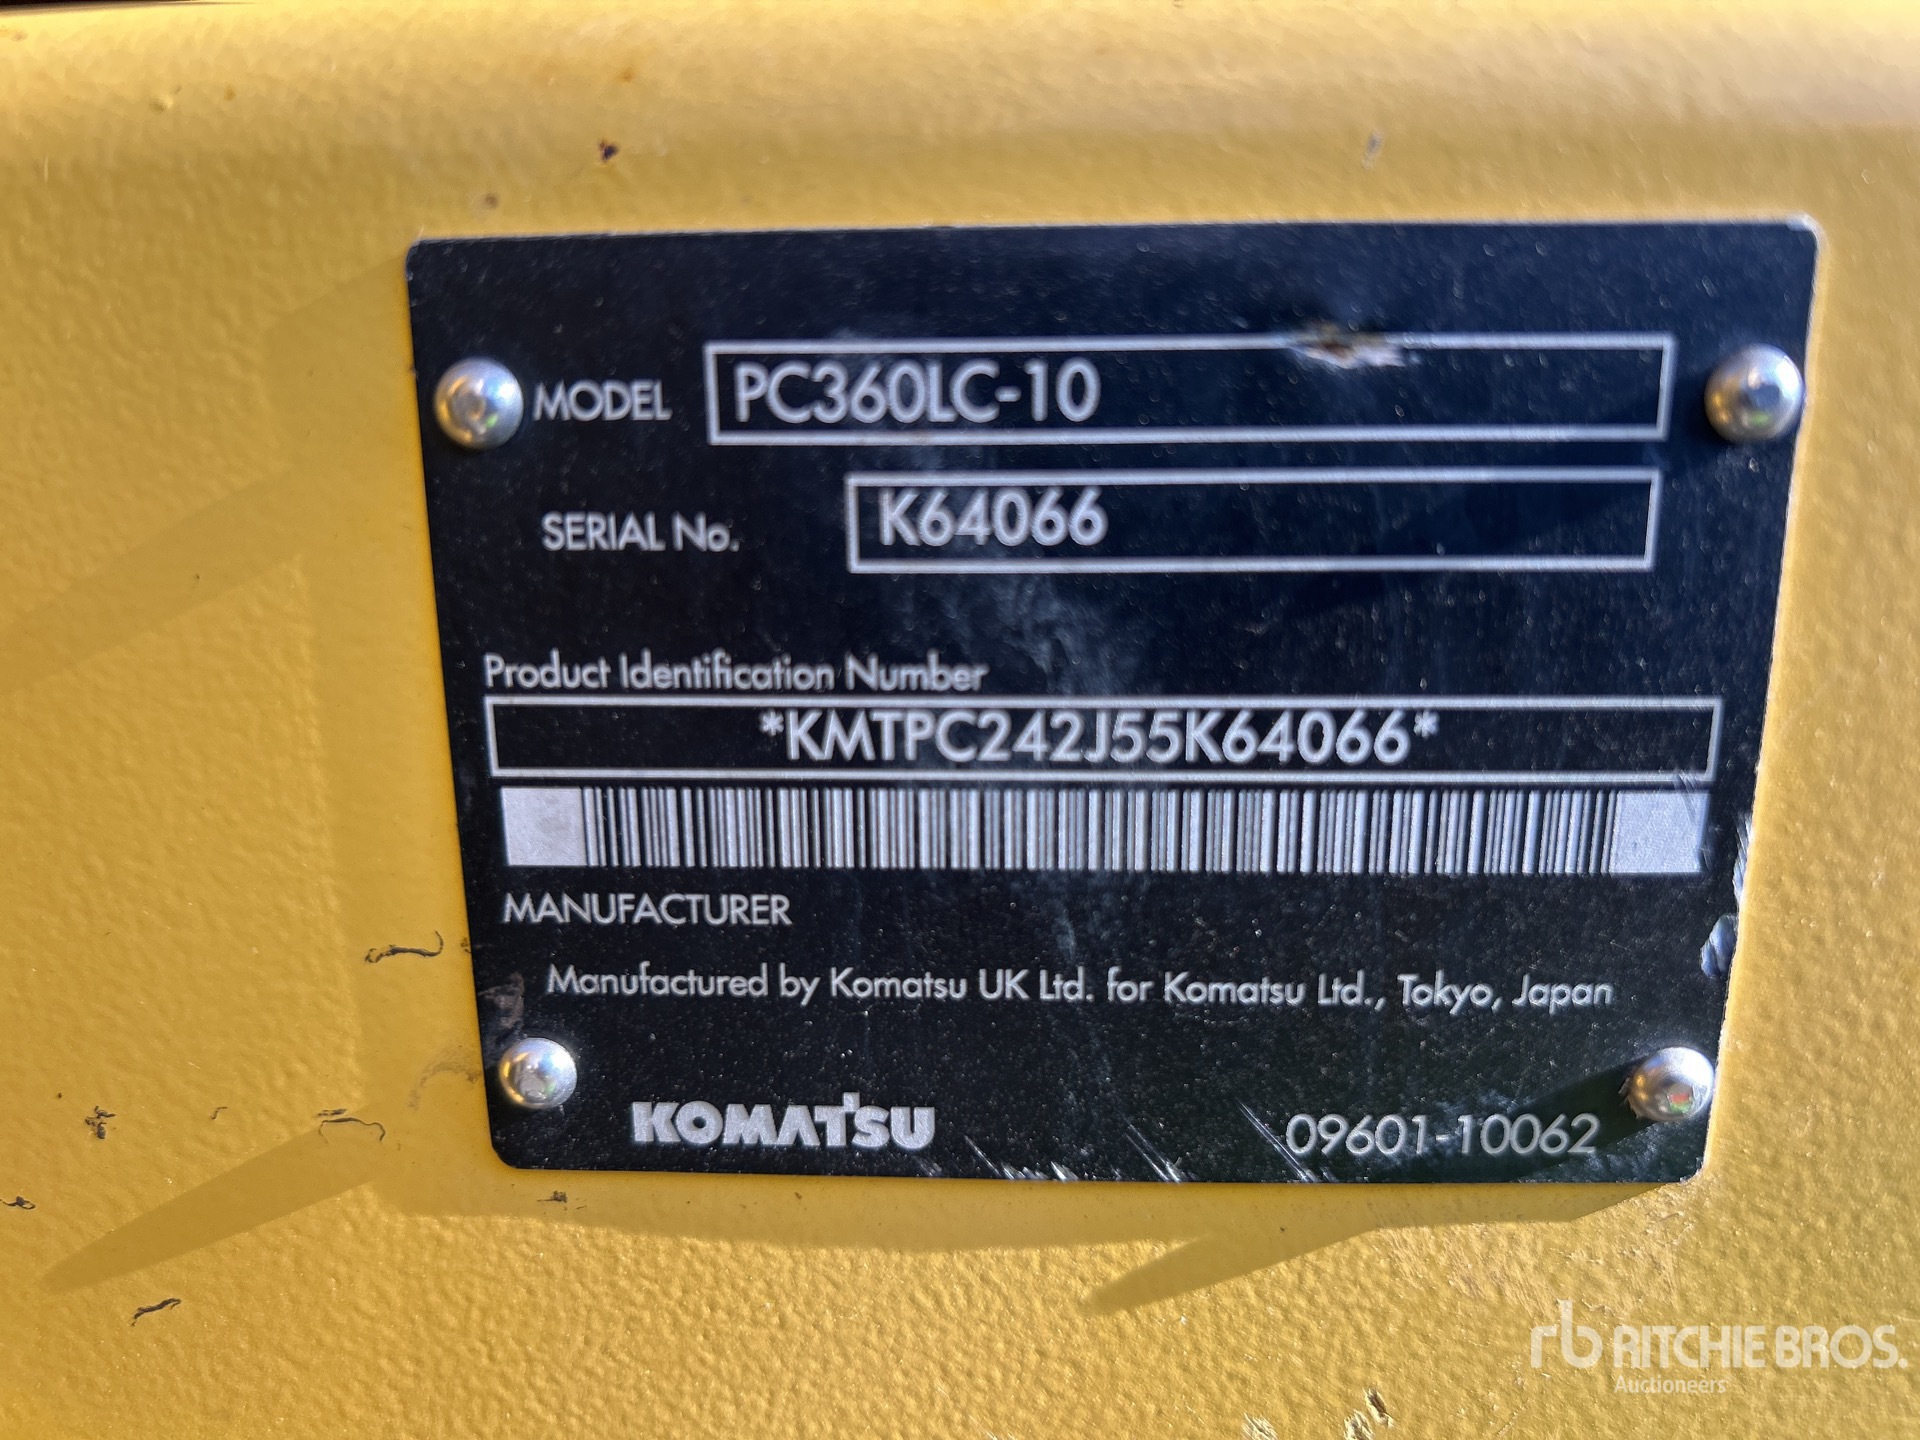 MODEL PC360LC-10
SERIAL No. K64066
Product Identification Number
*KMTPC242J55K64066*
MANUFACTURER
Manufactured by Komatsu UK Ltd. for Komatsu Ltd., Tokyo, Japan
KOMATSU 09601-10062
rb RITCHIE BROS.
Auctioneers